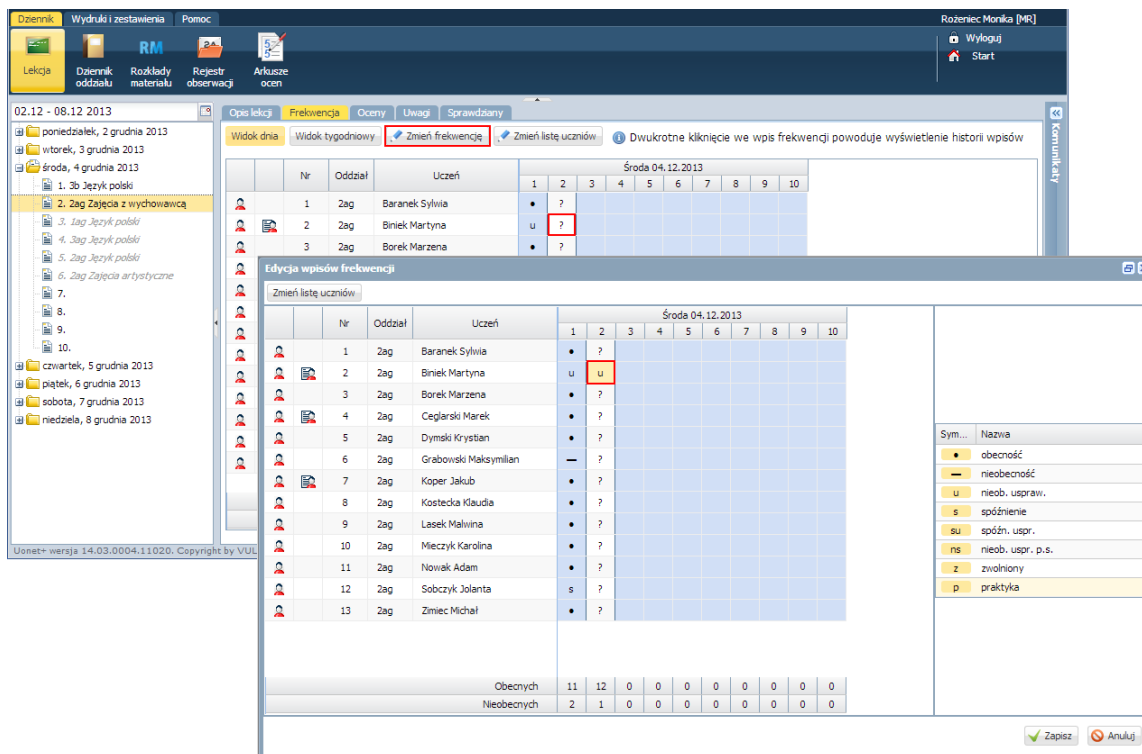 Dziennik Wydruki i zestawienia Pomoc Rożeniec Monika [MR]
Lekcja Dziennik oddziału Rozkłady materiału Rejestr obserwacji Arkusze ocen
RM
Wyloguj
Start
02.12 - 08.12 2013
poniedziałek, 2 grudnia 2013
wtorek, 3 grudnia 2013
środa, 4 grudnia 2013
1. 3b Język polski
2. 2ag Zajęcia z wychowawcą
3. 1ag Język polski
4. 3ag Język polski
5. 2ag Język polski
6. 2ag Zajęcia artystyczne
7.
8.
9.
10.
czwartek, 5 grudnia 2013
piątek, 6 grudnia 2013
sobota, 7 grudnia 2013
niedziela, 8 grudnia 2013
Opis lekcji Frekwencja Oceny Uwagi Sprawdziany
Widok dnia Widok tygodniowy Zmień frekwencję Zmień listę uczniów Dwukrotne kliknięcie we wpis frekwencji powoduje wyświetlenie historii wpisów
Komunikaty
Nr Oddział Uczeń Środa 04.12.2013
1 2 3 4 5 6 7 8 9 10
1 2ag Baranek Sylwia • ?
2 2ag Biniek Martyna u ?
3 2ag Borek Marzena • ?
Edycja wpisów frekwencji
Zmień listę uczniów
Nr Oddział Uczeń Środa 04.12.2013
1 2 3 4 5 6 7 8 9 10
1 2ag Baranek Sylwia • ?
2 2ag Biniek Martyna u u
3 2ag Borek Marzena • ?
4 2ag Ceglarski Marek • ?
5 2ag Dymski Krystian • ?
6 2ag Grabowski Maksymilian — ?
7 2ag Koper Jakub • ?
8 2ag Kostecka Klaudia • ?
9 2ag Lasek Malwina • ?
10 2ag Mieczyk Karolina • ?
11 2ag Nowak Adam • ?
12 2ag Sobczyk Jolanta s ?
13 2ag Zimiec Michał • ?
Obecnych 11 12 0 0 0 0 0 0 0 0
Nieobecnych 2 1 0 0 0 0 0 0 0 0
Sym... Nazwa
• obecność
— nieobecność
u nieob. uspraw.
s spóźnienie
su spóźn. uspr.
ns nieob. uspr. p.s.
z zwolniony
p praktyka
Zapisz Anuluj
Uonet+ wersja 14.03.0004.11020. Copyright by VUL